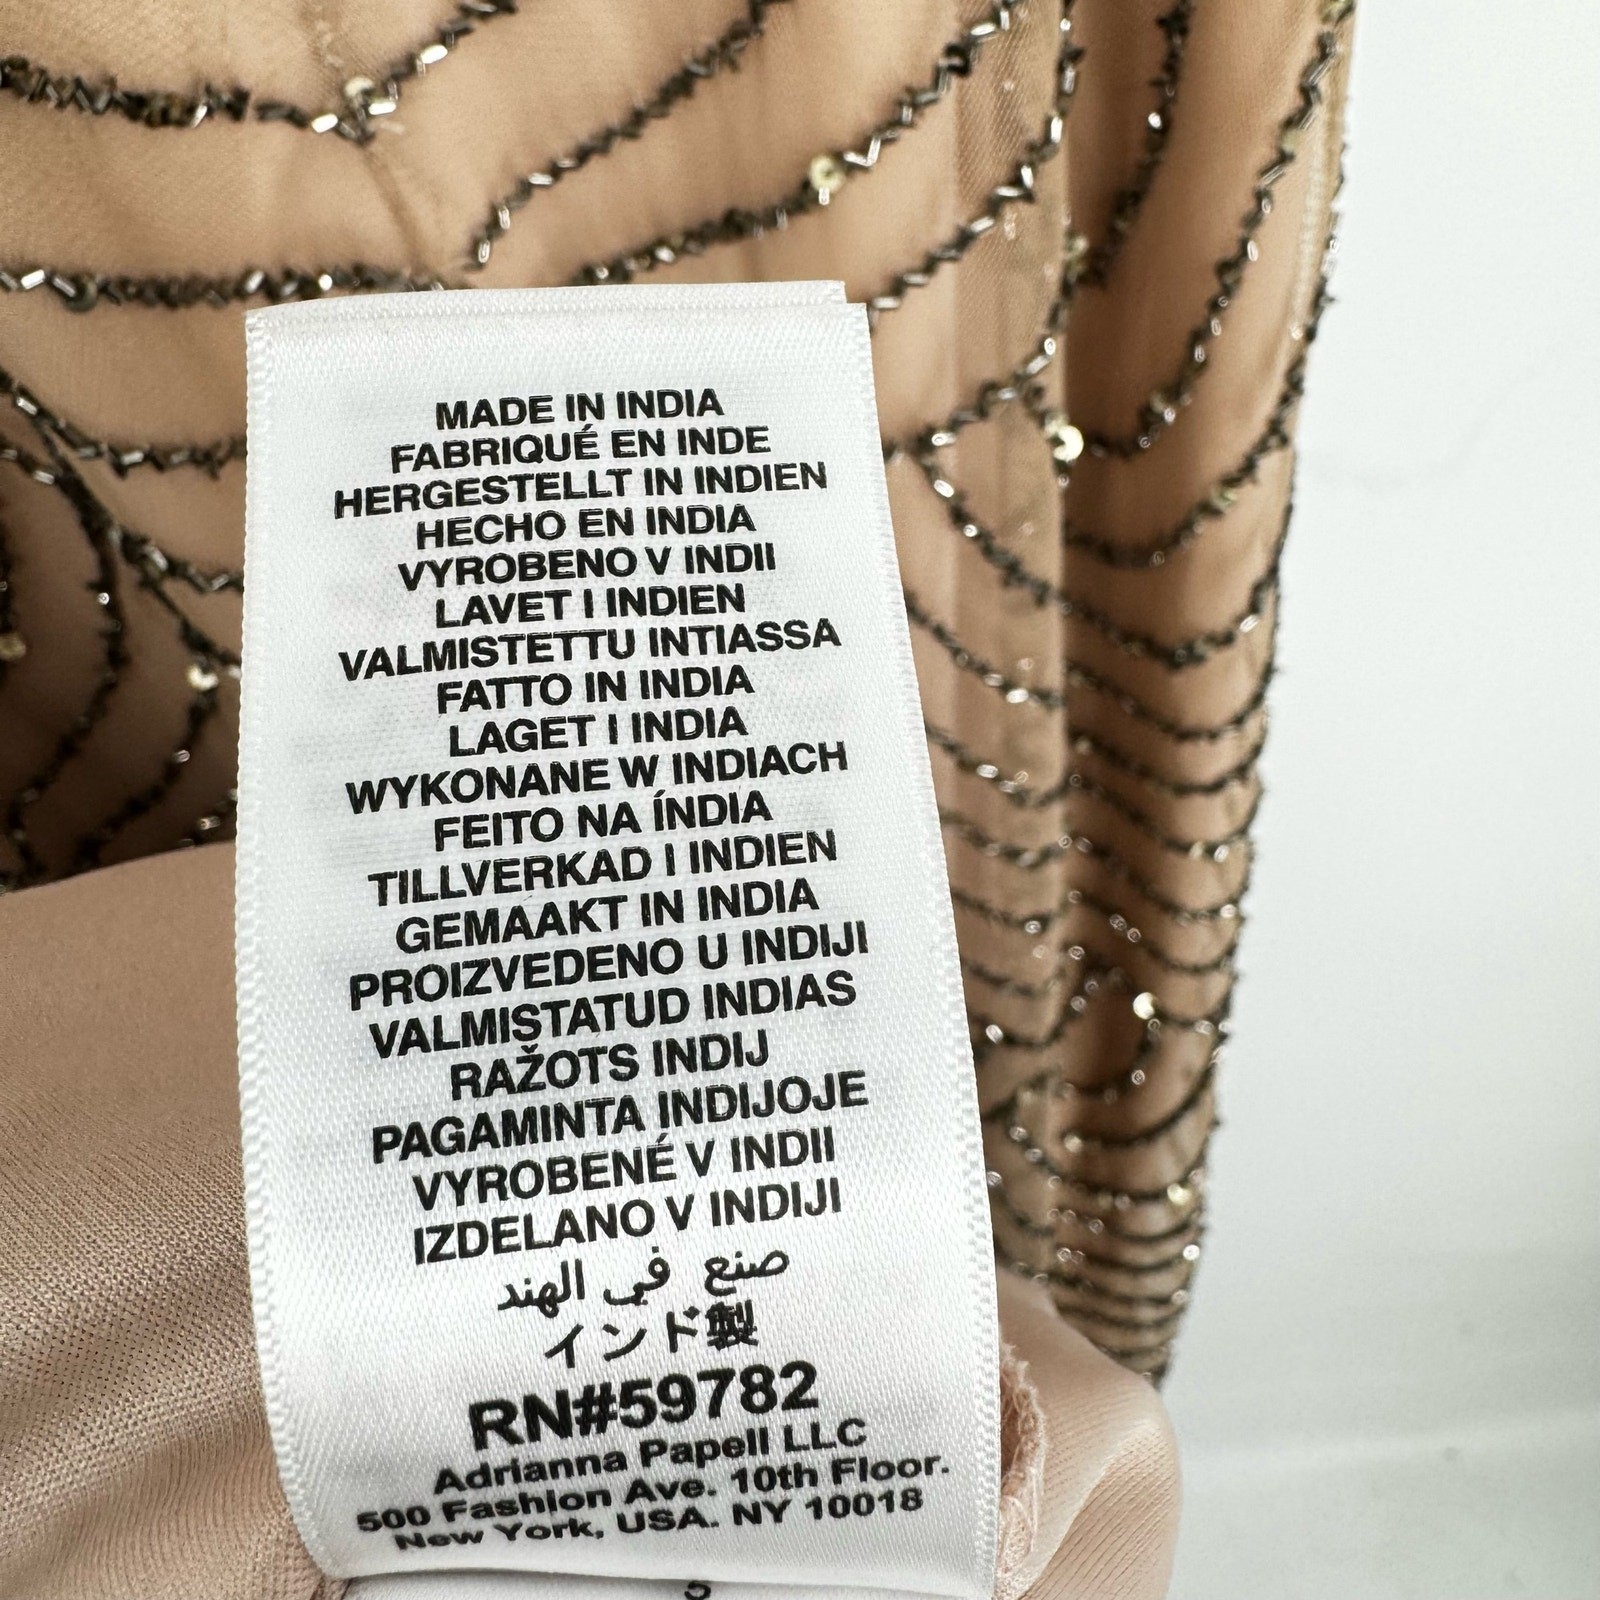 MADE IN INDIA
FABRIQUÉ EN INDE
HERGESTELLT IN INDIEN
HECHO EN INDIA
VYROBENO V INDII
LAVET I INDIEN
VALMISTETTU INTIASSA
FATTO IN INDIA
LAGET I INDIA
WYKONANE W INDIACH
FEITO NA ÍNDIA
TILLVERKAD I INDIEN
GEMAAKT IN INDIA
PROIZVEDENO U INDIJI
VALMISTATUD INDIAS
RAŽOTS INDIJ
PAGAMINTA INDIJOJE
VYROBENÉ V INDII
IZDELANO V INDIJI
صنع في الهند
インド製
RN#59782
Adrianna Papell LLC
500 Fashion Ave. 10th Floor.
New York, USA. NY 10018